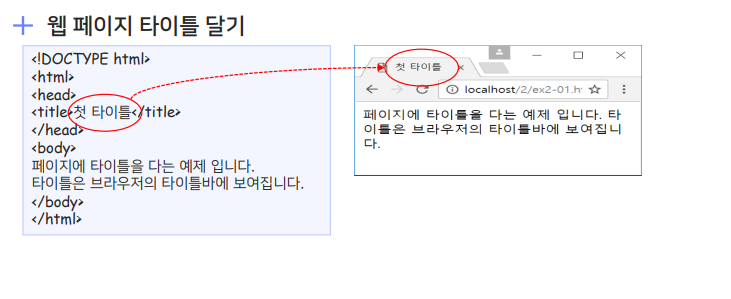 웹 페이지 타이틀 달기
<!DOCTYPE html>
<html>
<head>
<title>첫 타이틀</title>
</head>
<body>
페이지에 타이틀을 다는 예제 입니다.
타이틀은 브라우저의 타이틀바에 보여집니다.
</body>
</html>
첫 타이틀
localhost/2/ex2-01.h
페이지에 타이틀을 다는 예제 입니다. 타
이틀은 브라우저의 타이틀바에 보여집니
다.